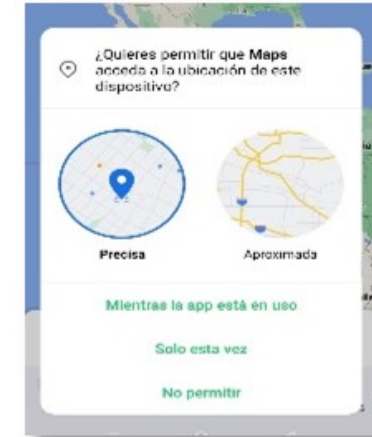 ¿Quieres permitir que Maps
acceda a la ubicación de este
dispositivo?
Precisa
Aproximada
Mientras la app está en uso
Solo esta vez
No permitir